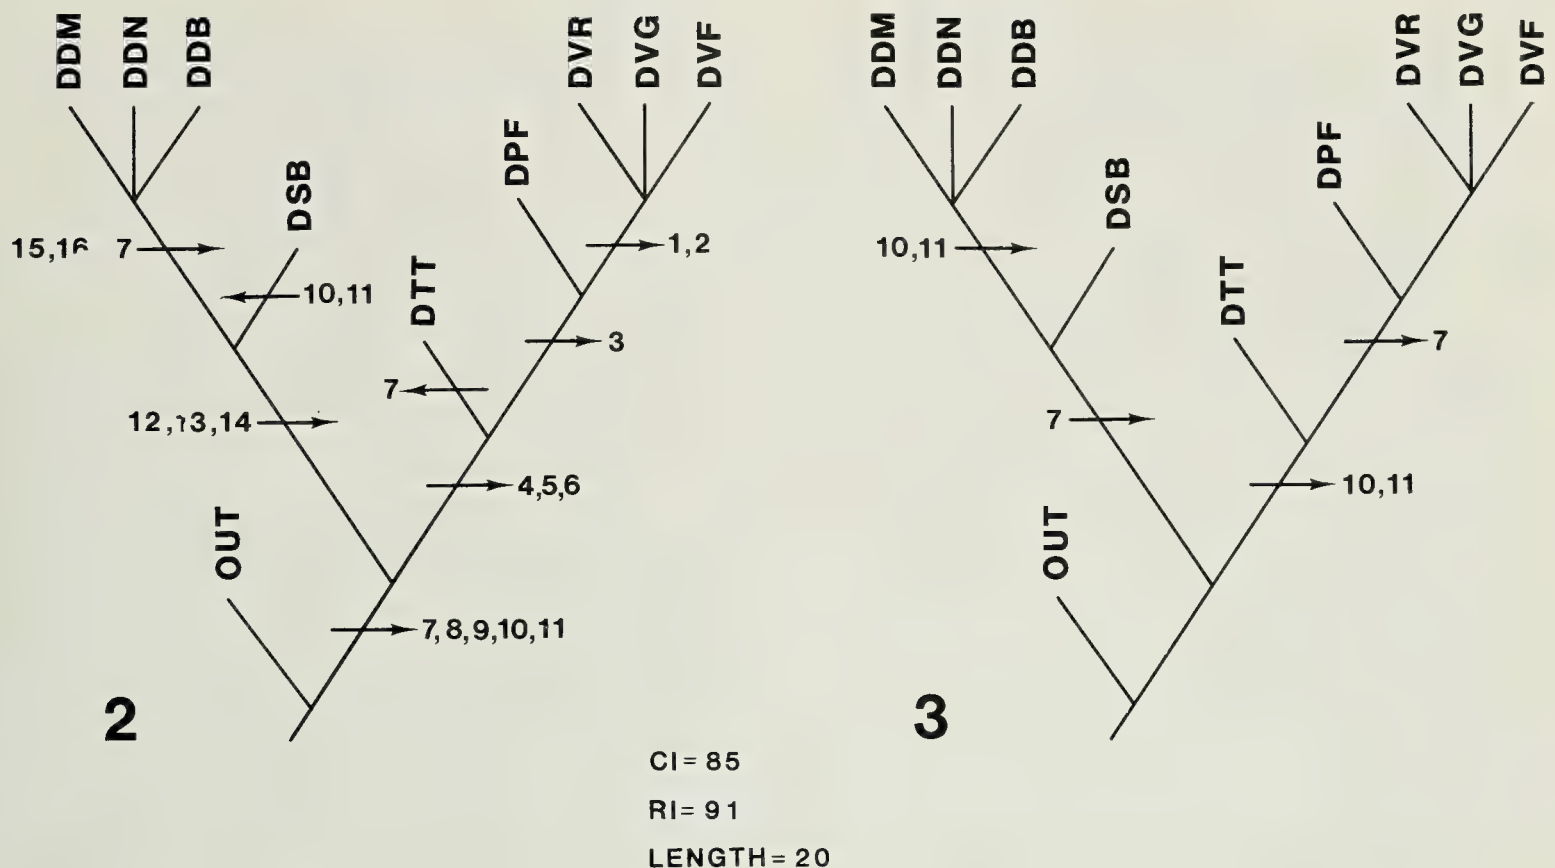 DDM DDN DDB
DSB
DTT
DPF
DVR DVG DVF
15,16 7
10,11
12,13,14
7
3
1,2
4,5,6
OUT
7,8,9,10,11
2
DDM DDN DDB
DSB
DTT
DPF
DVR DVG DVF
10,11
7
7
10,11
OUT
3
CI= 85
RI= 91
LENGTH= 20